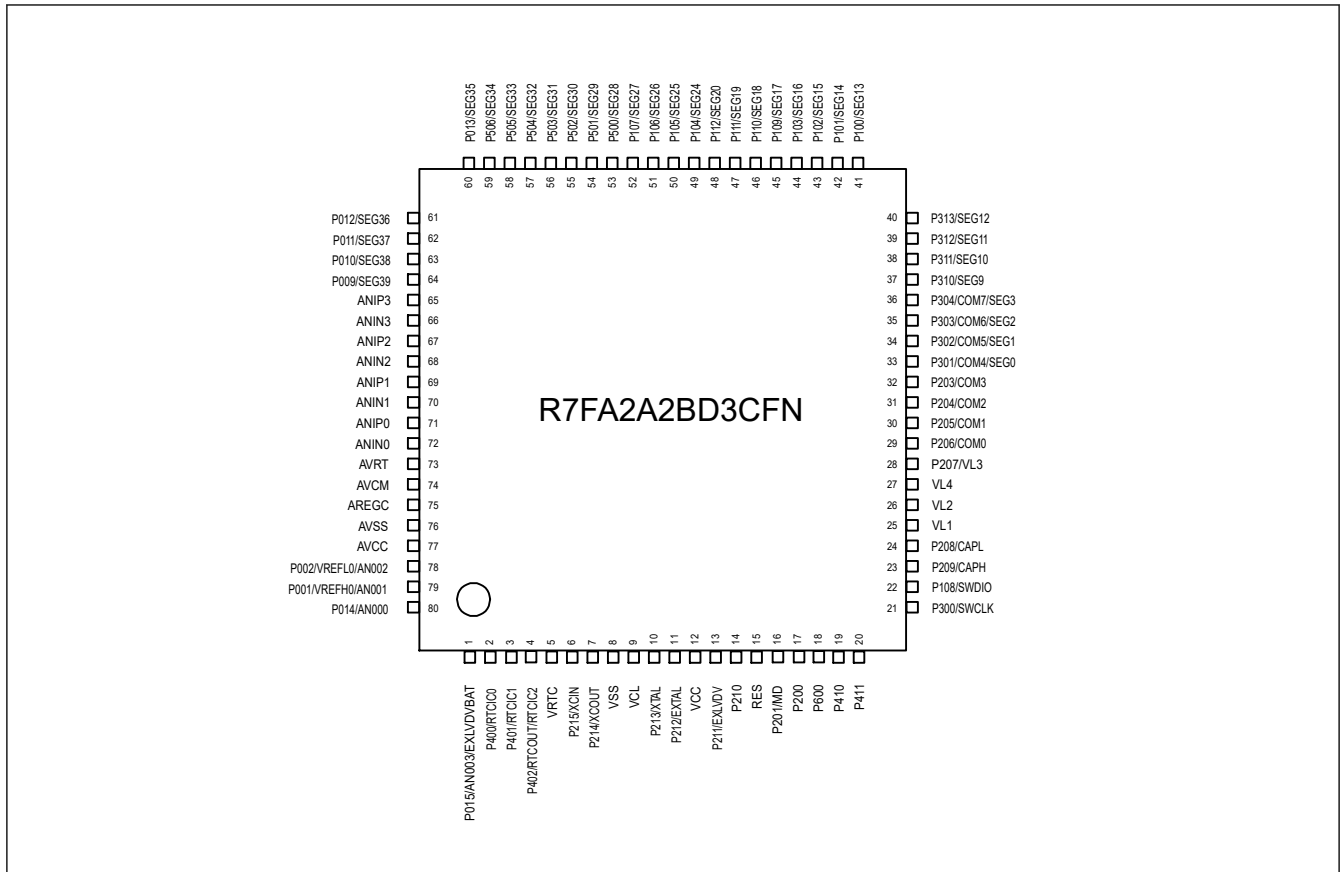 P013/SEG35
P506/SEG34
P505/SEG33
P504/SEG32
P503/SEG31
P502/SEG30
P501/SEG29
P500/SEG28
P107/SEG27
P106/SEG26
P105/SEG25
P104/SEG24
P112/SEG20
P111/SEG19
P110/SEG18
P109/SEG17
P103/SEG16
P102/SEG15
P101/SEG14
P100/SEG13
60
59
58
57
56
55
54
53
52
51
50
49
48
47
46
45
44
43
42
41
P012/SEG36 61
P011/SEG37 62
P010/SEG38 63
P009/SEG39 64
ANIP3 65
ANIN3 66
ANIP2 67
ANIN2 68
ANIP1 69
ANIN1 70
ANIP0 71
ANIN0 72
AVRT 73
AVCM 74
AREGC 75
AVSS 76
AVCC 77
P002/VREFL0/AN002 78
P001/VREFH0/AN001 79
P014/AN000 80
R7FA2A2BD3CFN
40 P313/SEG12
39 P312/SEG11
38 P311/SEG10
37 P310/SEG9
36 P304/COM7/SEG3
35 P303/COM6/SEG2
34 P302/COM5/SEG1
33 P301/COM4/SEG0
32 P203/COM3
31 P204/COM2
30 P205/COM1
29 P206/COM0
28 P207/VL3
27 VL4
26 VL2
25 VL1
24 P208/CAPL
23 P209/CAPH
22 P108/SWDIO
21 P300/SWCLK
1
2
3
4
5
6
7
8
9
10
11
12
13
14
15
16
17
18
19
20
P015/AN003/EXLVDVBAT
P400/RTCIC0
P401/RTCIC1
P402/RTCOUT/RTCIC2
VRTC
P215/XCIN
P214/XCOUT
VSS
VCL
P213/XTAL
P212/EXTAL
VCC
P211/EXLVDV
P210
RES
P201/MD
P200
P600
P410
P411